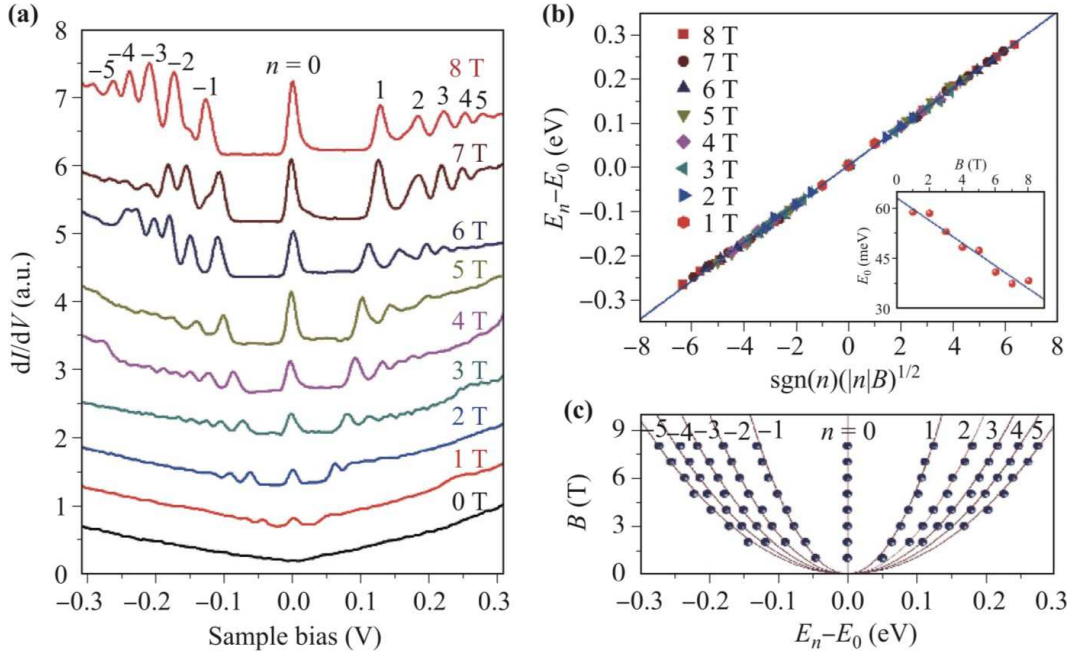 (a)
8
7
6
5
4
3
2
1
0
dI/dV (a.u.)
-5 -4 -3 -2 -1 n = 0 1 2 3 4 5
8 T
7 T
6 T
5 T
4 T
3 T
2 T
1 T
0 T
−0.3 −0.2 −0.1 0.0 0.1 0.2 0.3
Sample bias (V)
(b)
0.3
0.2
0.1
0.0
−0.1
−0.2
−0.3
E_n−E_0 (eV)
8 T
7 T
6 T
5 T
4 T
3 T
2 T
1 T
B (T)
0 2 4 6 8
60
45
30
E_0 (meV)
−8 −6 −4 −2 0 2 4 6 8
sgn(n)(|n|B)^{1/2}
(c)
9
6
3
0
B (T)
-5 -4 -3 -2 -1 n = 0 1 2 3 4 5
−0.3 −0.2 −0.1 0.0 0.1 0.2 0.3
E_n−E_0 (eV)